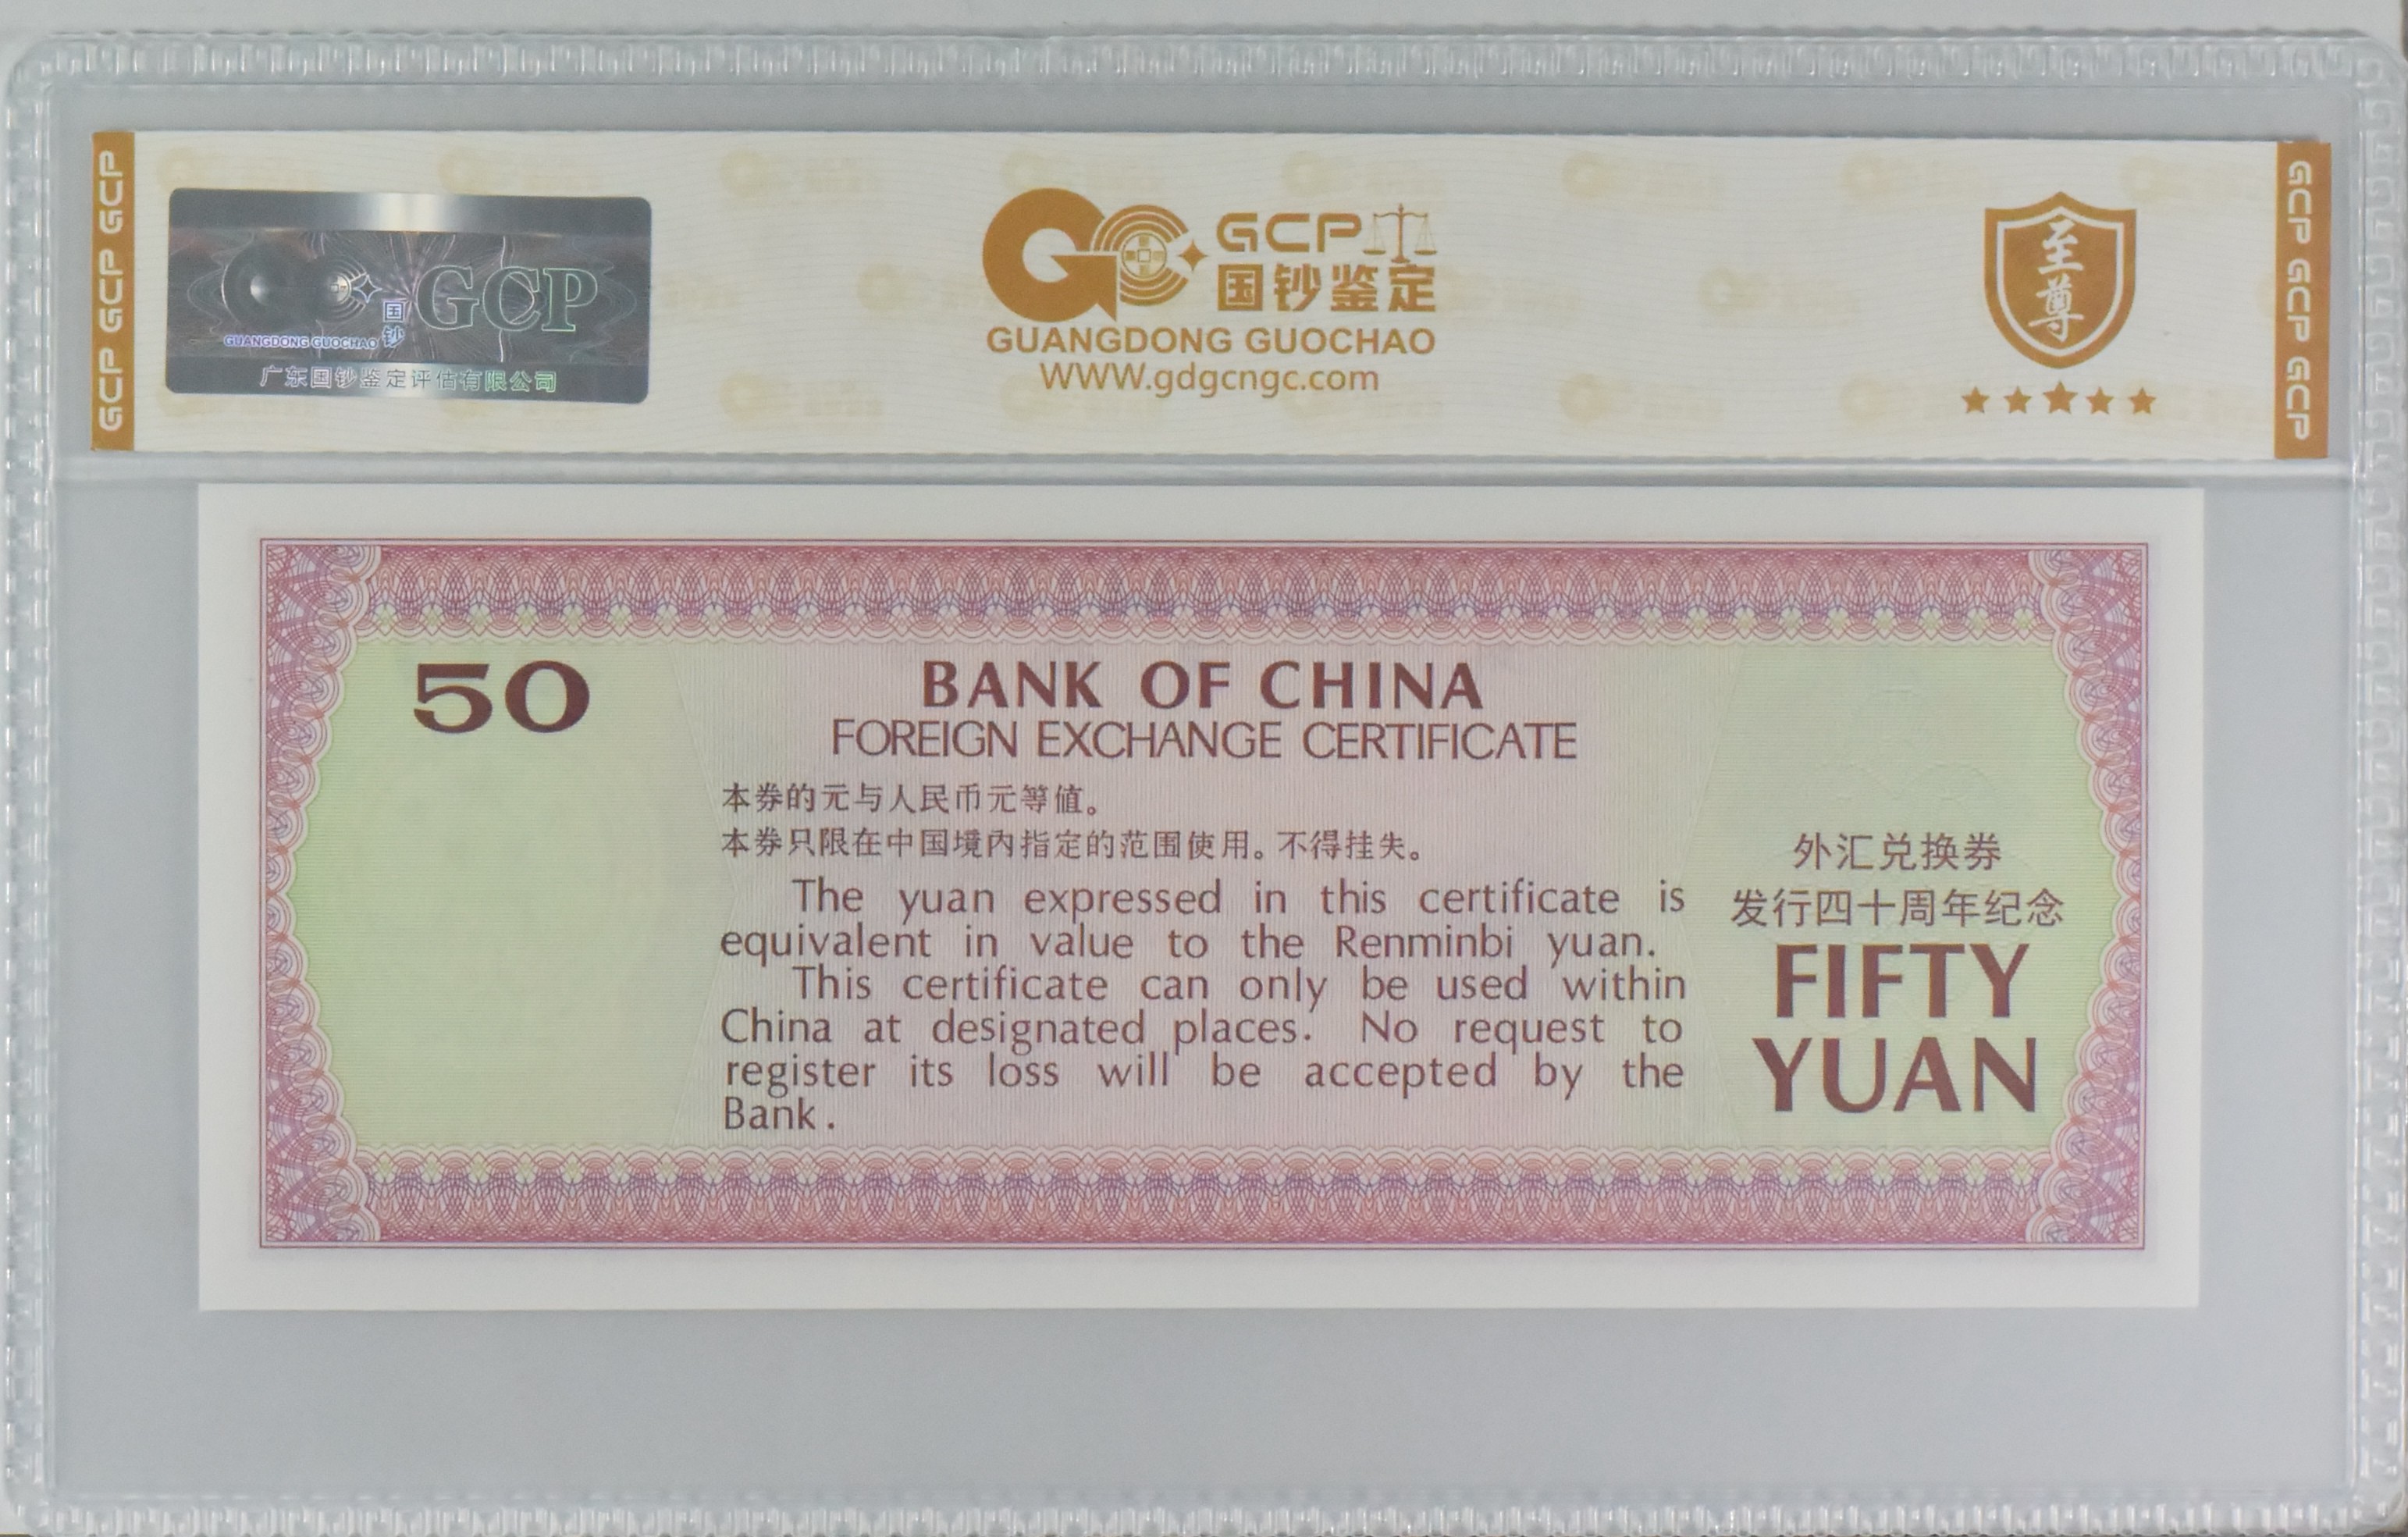 GCP GCP GCP
国钞
GCP
GUANGDONG GUOCHAO
广东国钞鉴定评估有限公司
GCP
国钞鉴定
GUANGDONG GUOCHAO
WWW.gdgcngc.com
至尊
GCP GCP GCP
50
BANK OF CHINA
FOREIGN EXCHANGE CERTIFICATE
本券的元与人民币元等值。
本券只限在中国境内指定的范围使用。不得挂失。
The yuan expressed in this certificate is
equivalent in value to the Renminbi yuan.
This certificate can only be used within
China at designated places. No request to
register its loss will be accepted by the
Bank.
外汇兑换券
发行四十周年纪念
FIFTY
YUAN